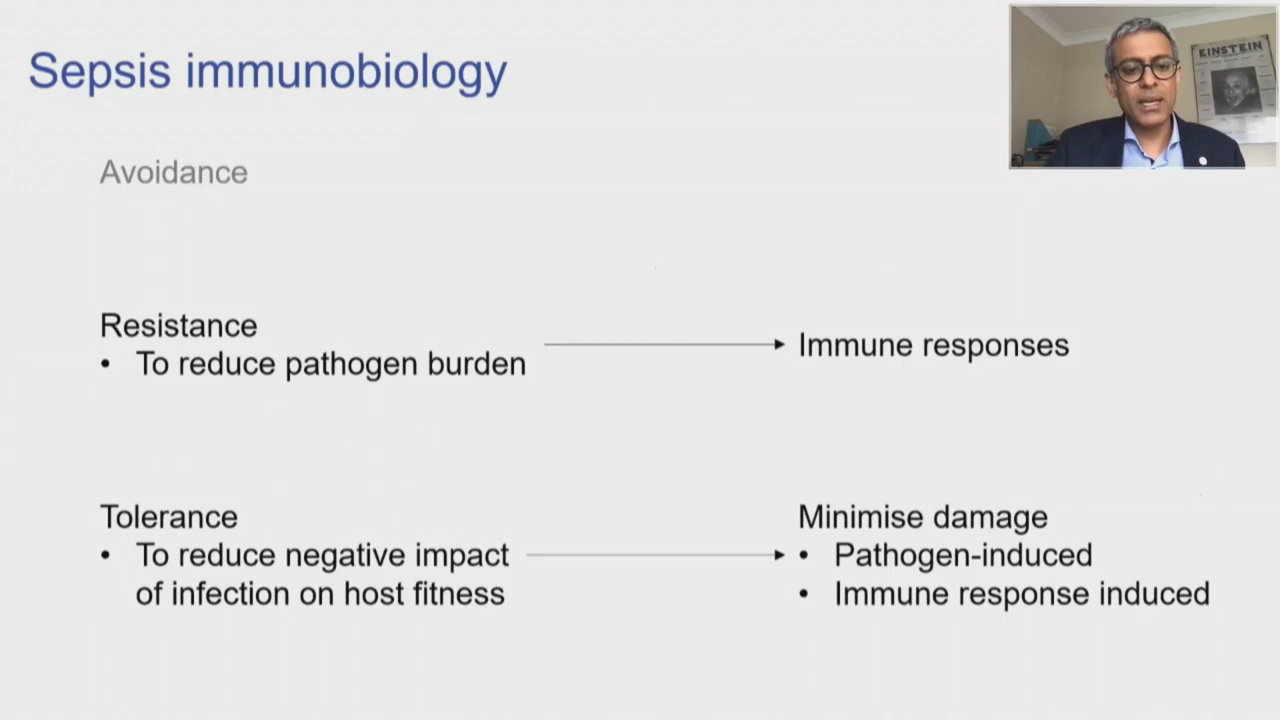 Sepsis immunobiology
EINSTEIN
Avoidance
Resistance
• To reduce pathogen burden
Immune responses
Tolerance
• To reduce negative impact
of infection on host fitness
Minimise damage
• Pathogen-induced
• Immune response induced